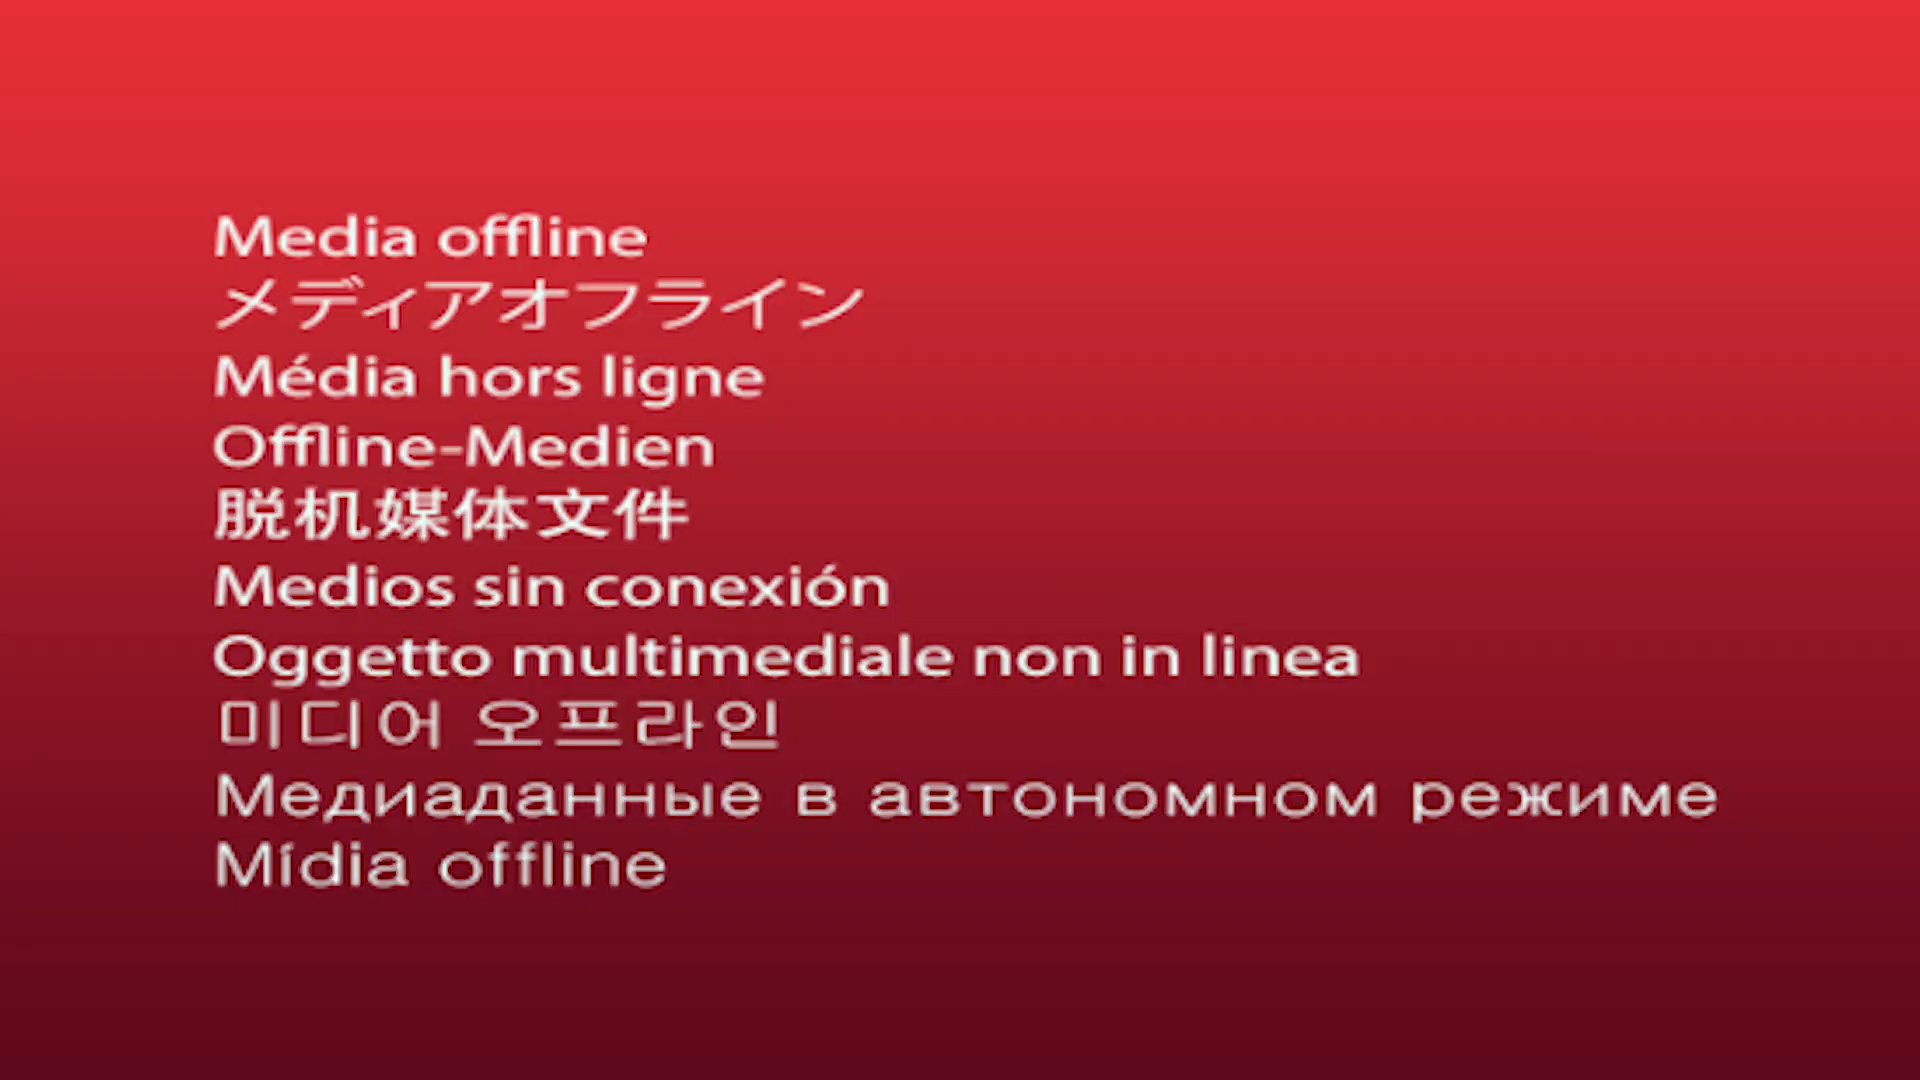 Media offline
メディアオフライン
Média hors ligne
Offline-Medien
脱机媒体文件
Medios sin conexión
Oggetto multimediale non in linea
미디어 오프라인
Медиаданные в автономном режиме
Mídia offline